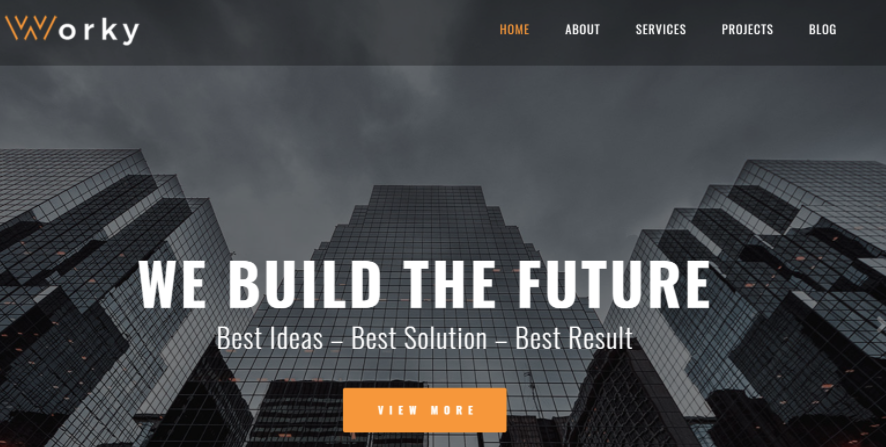 Worky
HOME ABOUT SERVICES PROJECTS BLOG
WE BUILD THE FUTURE
Best Ideas – Best Solution – Best Result
VIEW MORE